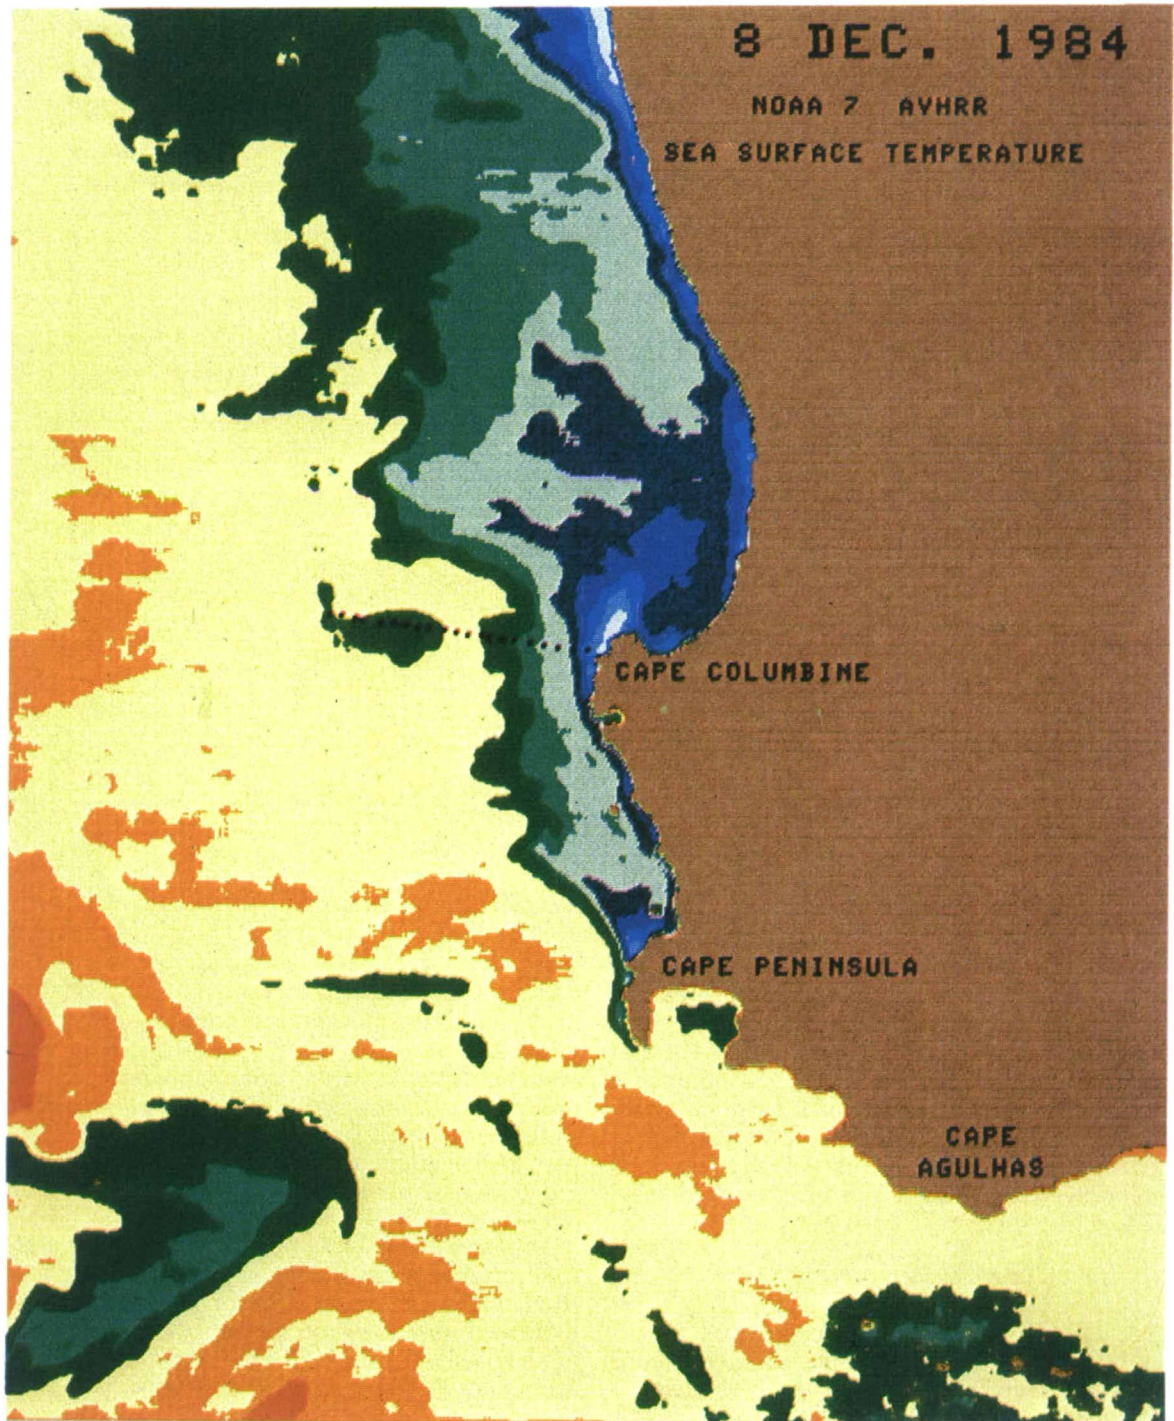 8 DEC. 1984
NOAA 7 AVHRR
SEA SURFACE TEMPERATURE
CAPE COLUMBINE
CAPE PENINSULA
CAPE
AGULHAS